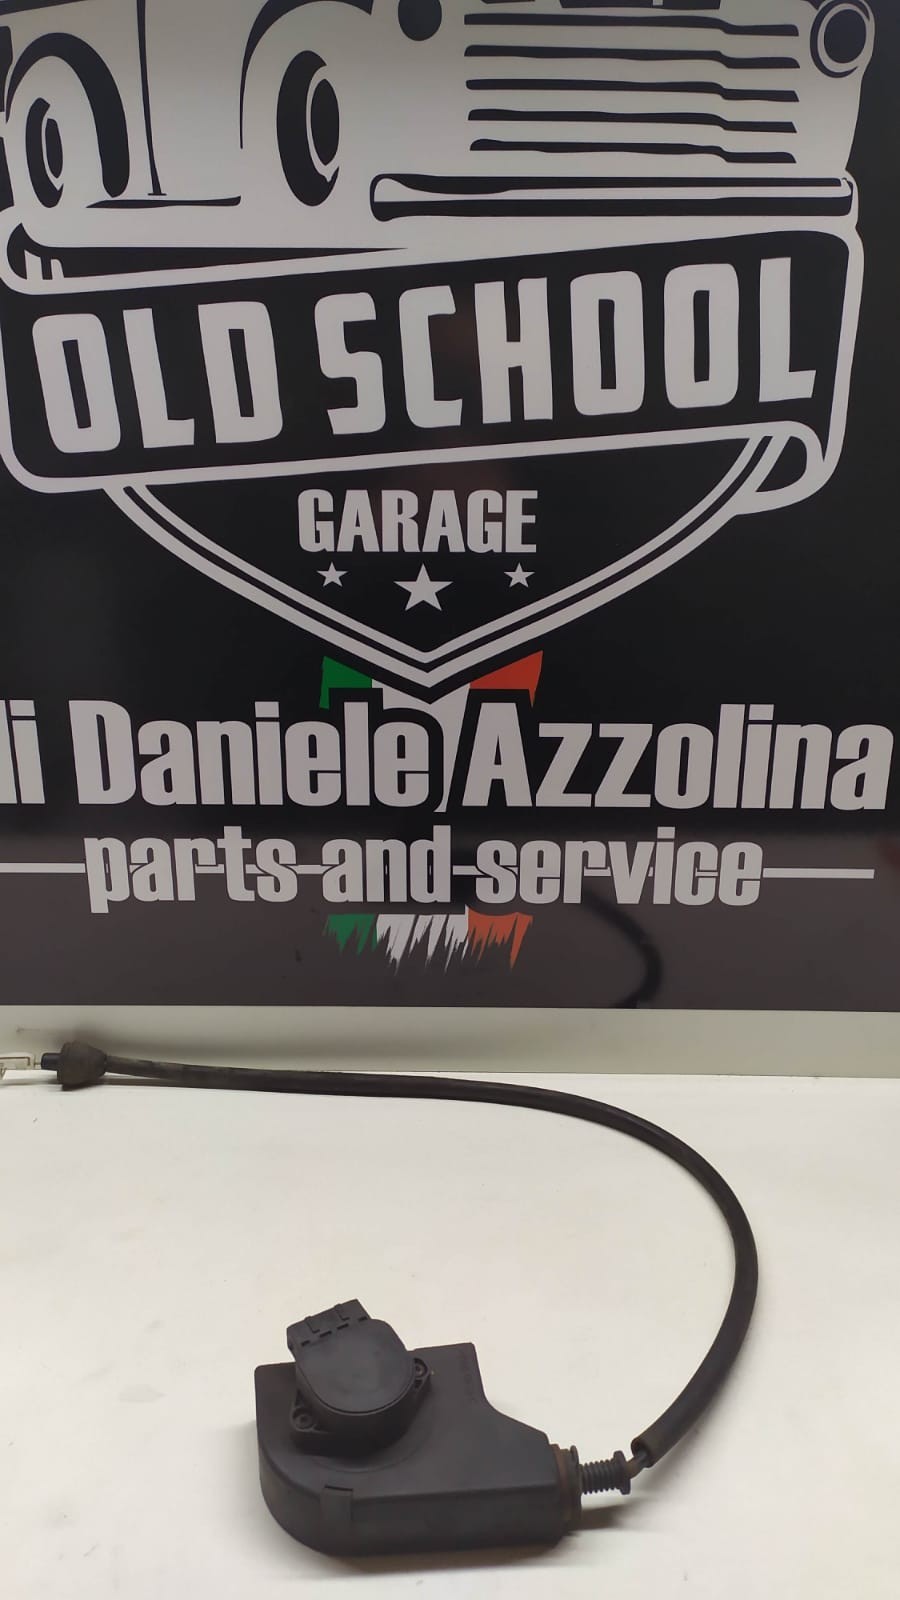 OLD SCHOOL
GARAGE
di Daniele Azzolina
parts and service